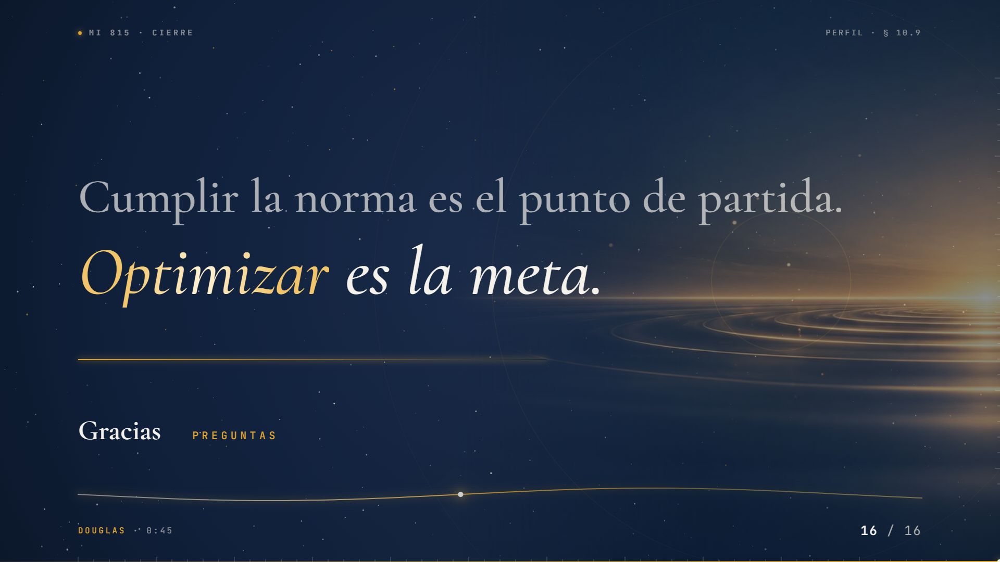 MI 815 · CIERRE
PERFIL · § 10.9
Cumplir la norma es el punto de partida.
Optimizar es la meta.
Gracias PREGUNTAS
DOUGLAS · 0:45
16 / 16